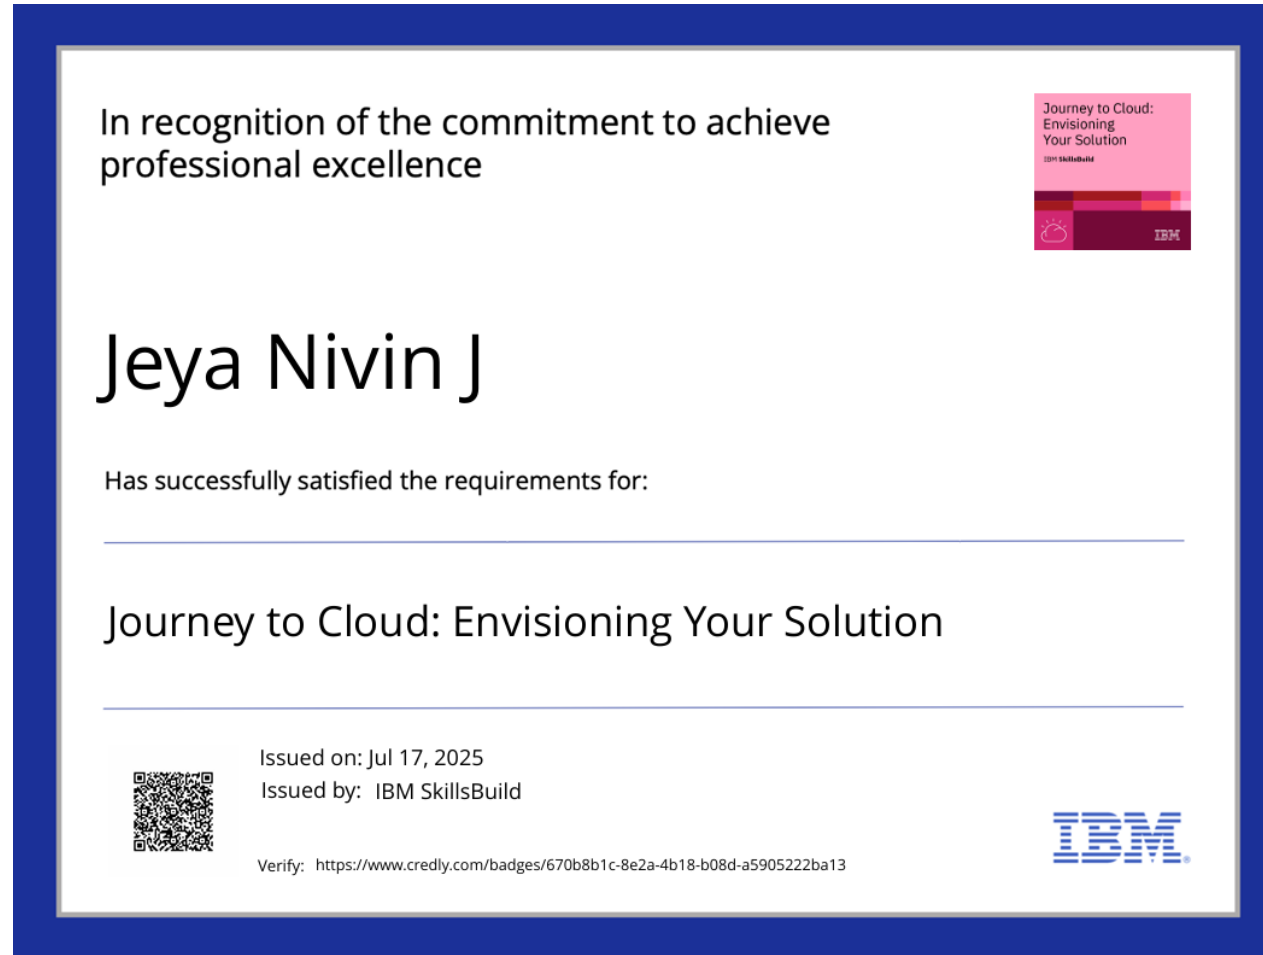 In recognition of the commitment to achieve
professional excellence
Journey to Cloud:
Envisioning
Your Solution
IBM SkillsBuild
IBM
Jeya Nivin J
Has successfully satisfied the requirements for:
Journey to Cloud: Envisioning Your Solution
Issued on: Jul 17, 2025
Issued by: IBM SkillsBuild
Verify: https://www.credly.com/badges/670b8b1c-8e2a-4b18-b08d-a5905222ba13
IBM®